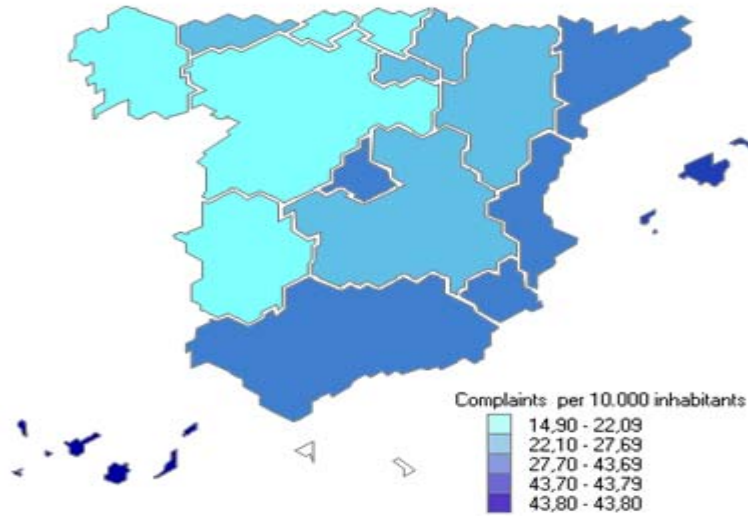 Complaints per 10.000 inhabitants
14,90 - 22,09
22,10 - 27,69
27,70 - 43,69
43,70 - 43,79
43,80 - 43,80